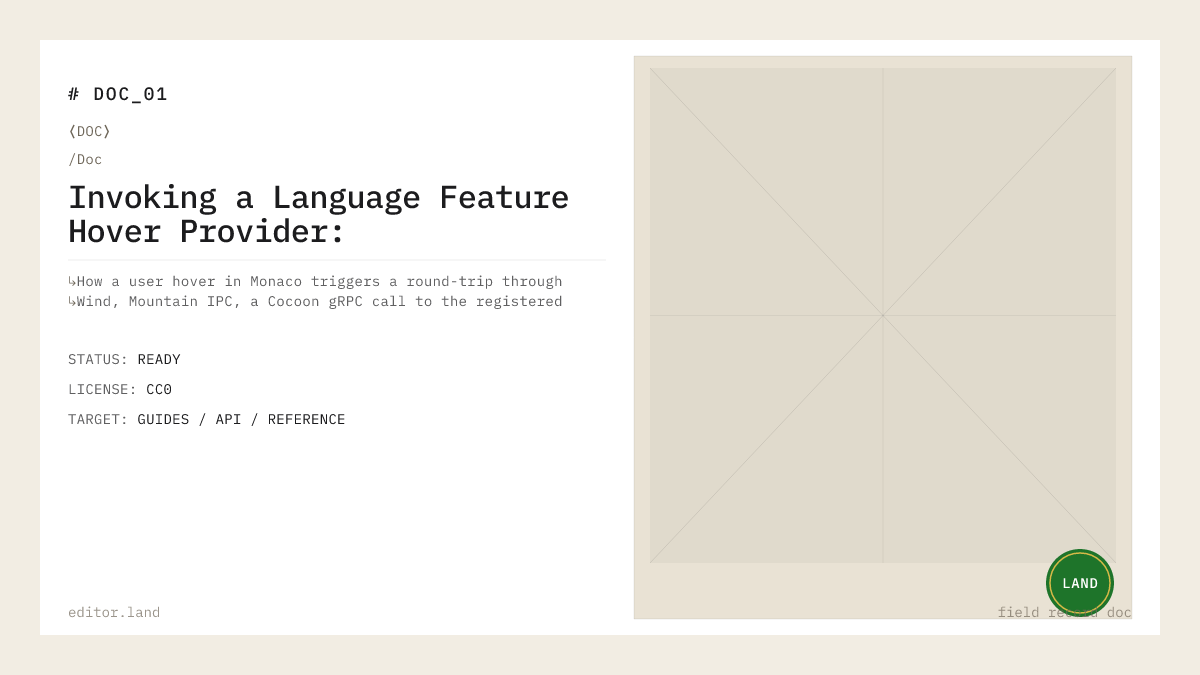 # DOC_01
⟨DOC⟩
/Doc
Invoking a Language Feature
Hover Provider:
↳How a user hover in Monaco triggers a round-trip through
↳Wind, Mountain IPC, a Cocoon gRPC call to the registered
STATUS: READY
LICENSE: CC0
TARGET: GUIDES / API / REFERENCE
LAND
editor.land
field record doc